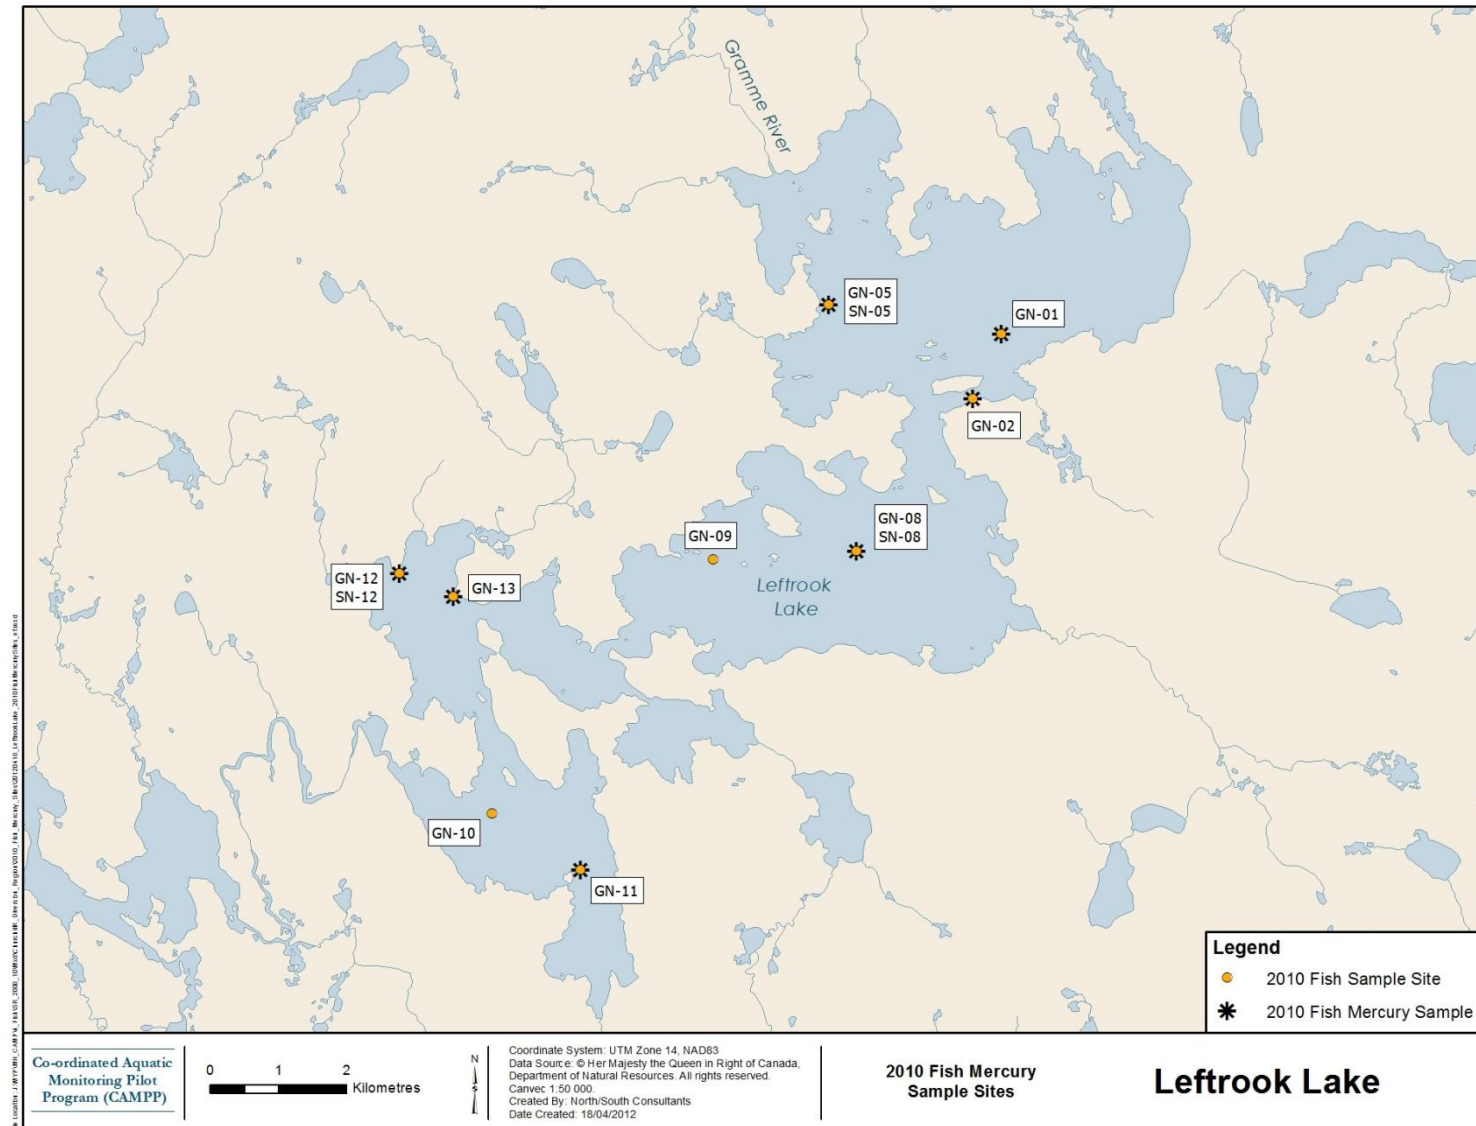 Gramme River
GN-05
SN-05
GN-01
GN-02
GN-08
SN-08
GN-09
Leftrook
Lake
GN-12
SN-12
GN-13
GN-10
GN-11
Legend
2010 Fish Sample Site
2010 Fish Mercury Sample
Co-ordinated Aquatic
Monitoring Pilot
Program (CAMPP)
0 1 2
Kilometres
N
Coordinate System: UTM Zone 14, NAD83
Data Source: © Her Majesty the Queen in Right of Canada,
Department of Natural Resources. All rights reserved.
Canvec 1:50 000.
Created By: North/South Consultants
Date Created: 18/04/2012
2010 Fish Mercury
Sample Sites
Leftrook Lake